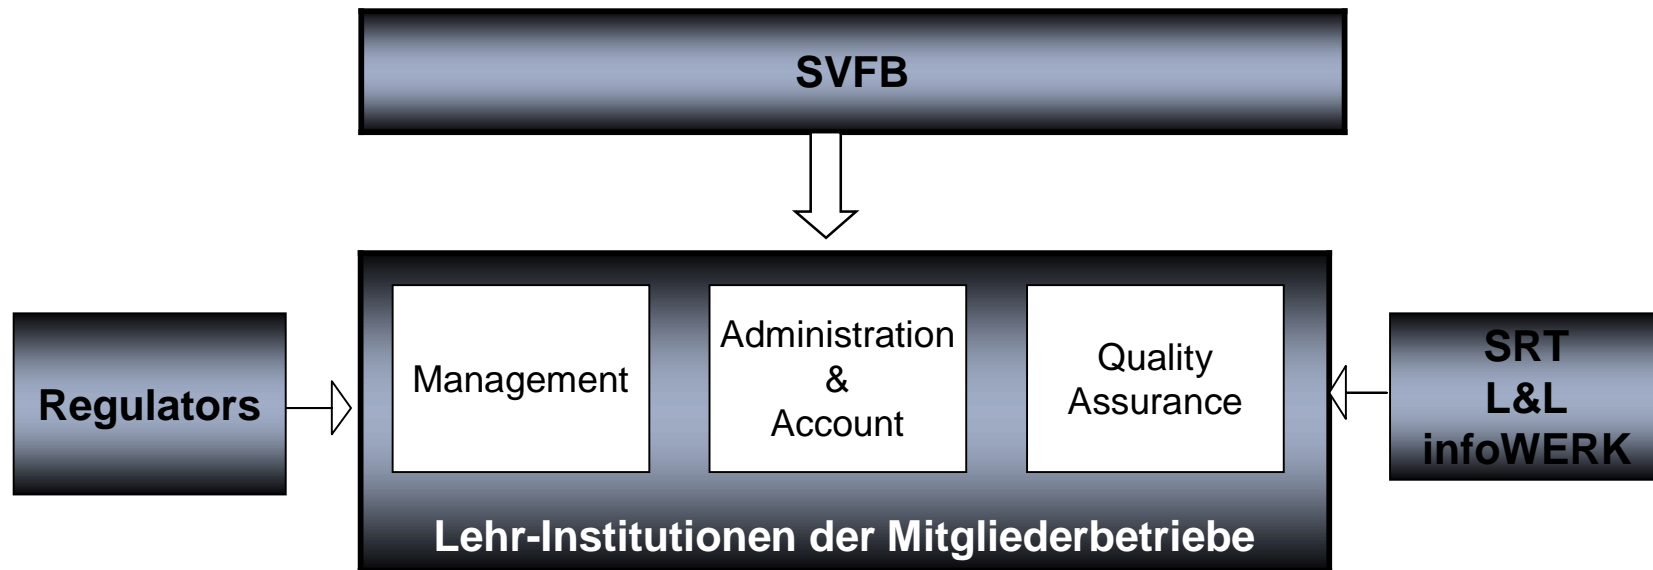 SVFB
Regulators
Management
Administration
&
Account
Quality
Assurance
SRT
L&L
infoWERK
Lehr-Institutionen der Mitgliederbetriebe